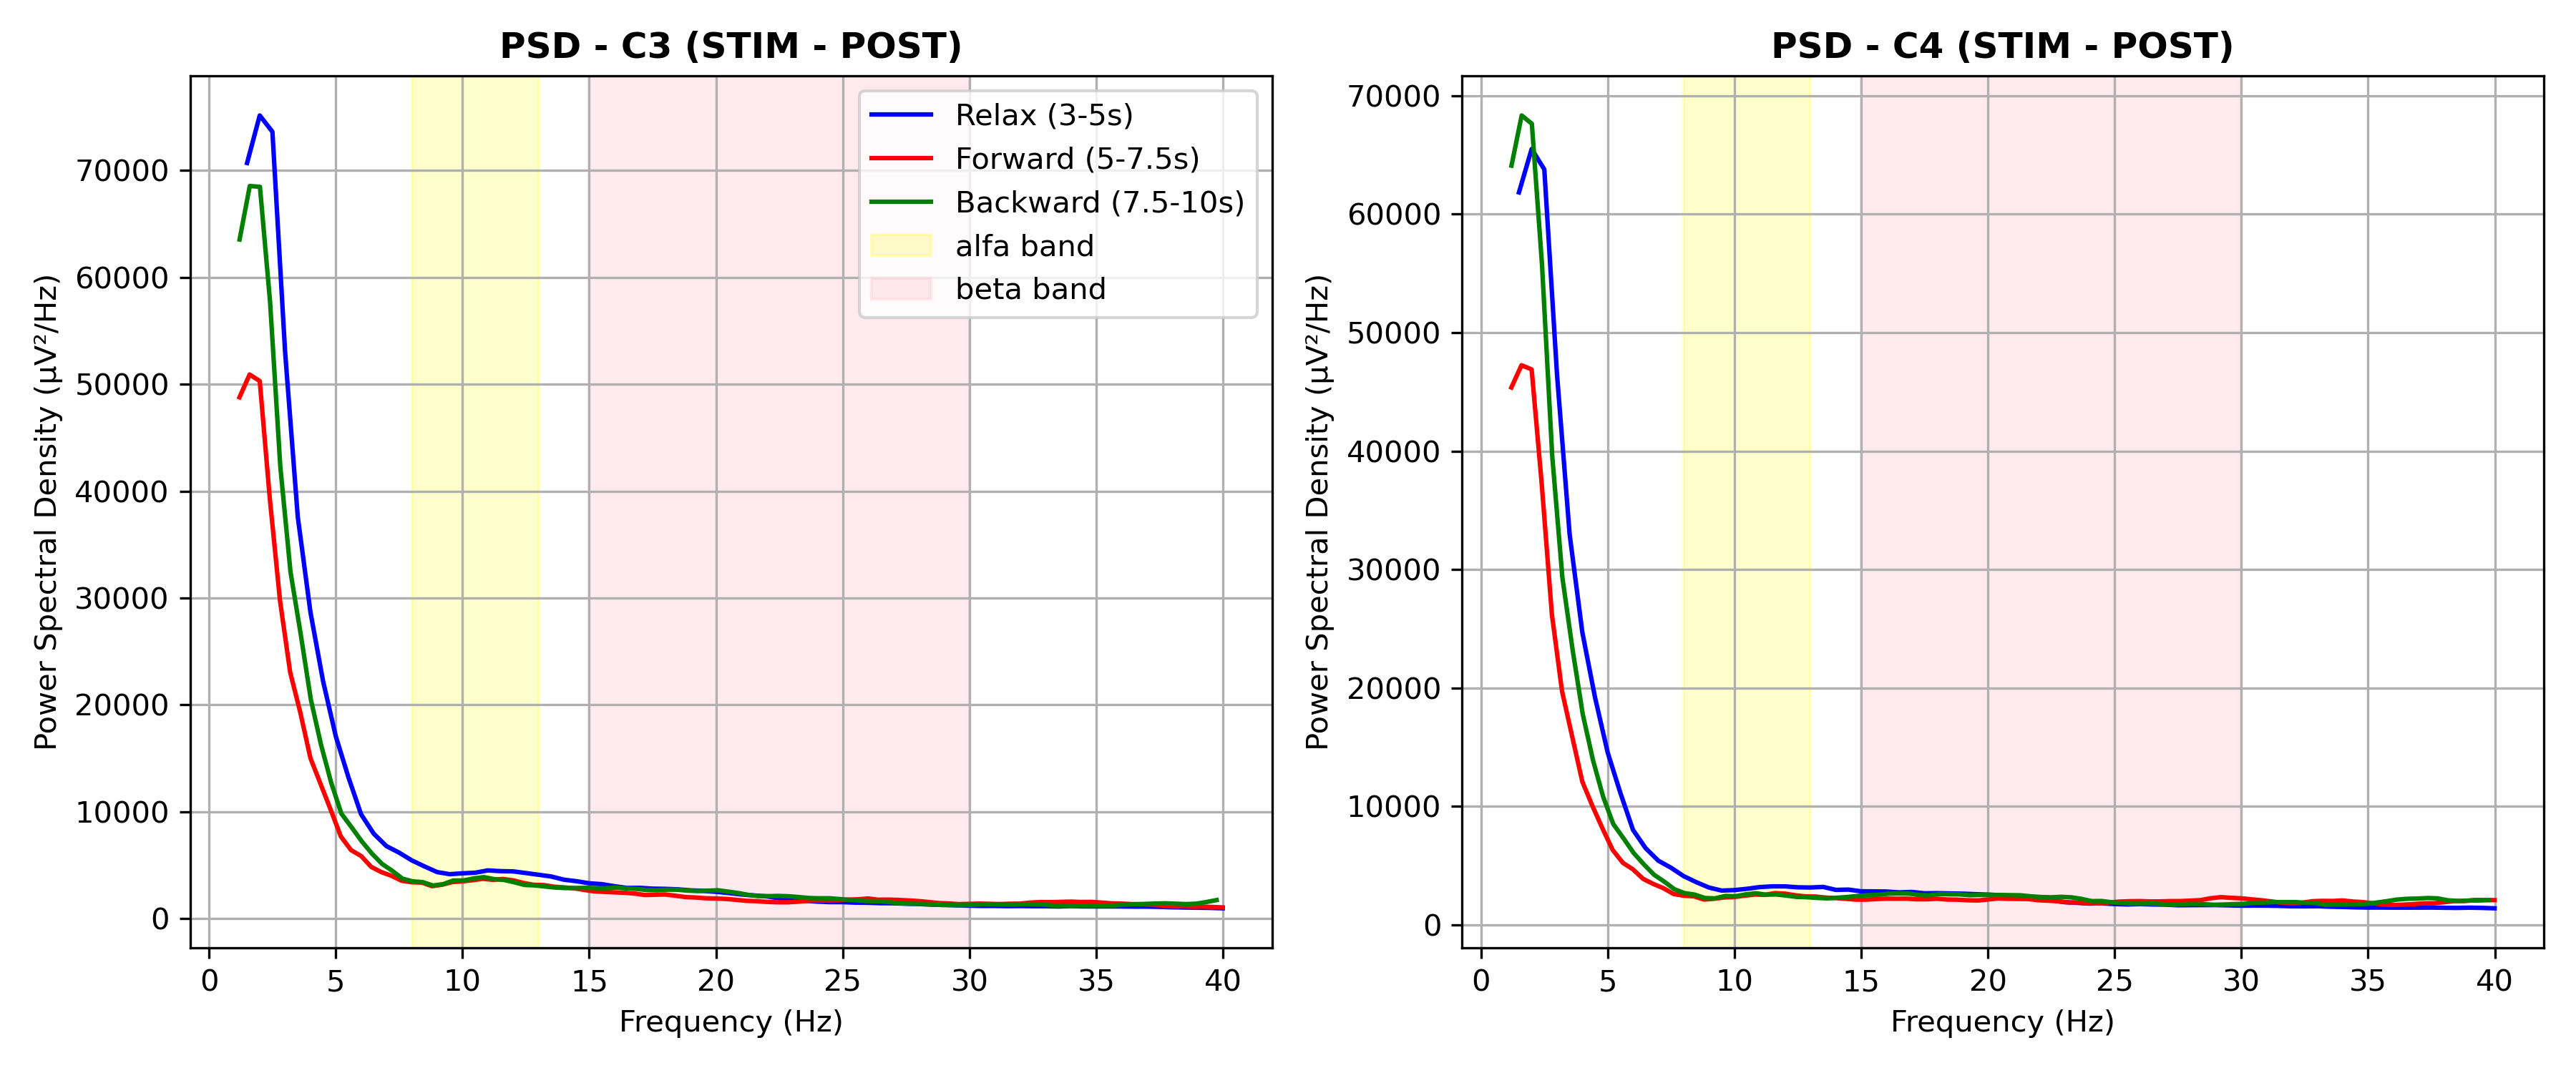 PSD - C3 (STIM - POST)
Power Spectral Density (µV²/Hz)
70000
60000
50000
40000
30000
20000
10000
0
0 5 10 15 20 25 30 35 40
Frequency (Hz)
Relax (3-5s)
Forward (5-7.5s)
Backward (7.5-10s)
alfa band
beta band
PSD - C4 (STIM - POST)
Power Spectral Density (µV²/Hz)
70000
60000
50000
40000
30000
20000
10000
0
0 5 10 15 20 25 30 35 40
Frequency (Hz)